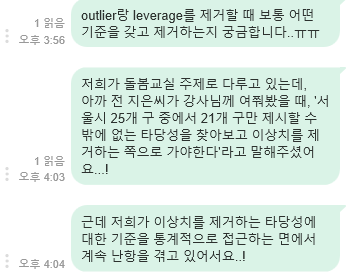 outlier랑 leverage를 제거할 때 보통 어떤
기준을 갖고 제거하는지 궁금합니다..ㅠㅠ
1 읽음
오후 3:56
저희가 돌봄교실 주제로 다루고 있는데,
아까 전 지은씨가 강사님께 여쭤봤을 때, '서
울시 25개 구 중에서 21개 구만 제시할 수
밖에 없는 타당성을 찾아보고 이상치를 제
거하는 쪽으로 가야한다'라고 말해주셨어
요...!
1 읽음
오후 4:03
근데 저희가 이상치를 제거하는 타당성에
대한 기준을 통계적으로 접근하는 면에서
계속 난항을 겪고 있어서요..!
오후 4:04